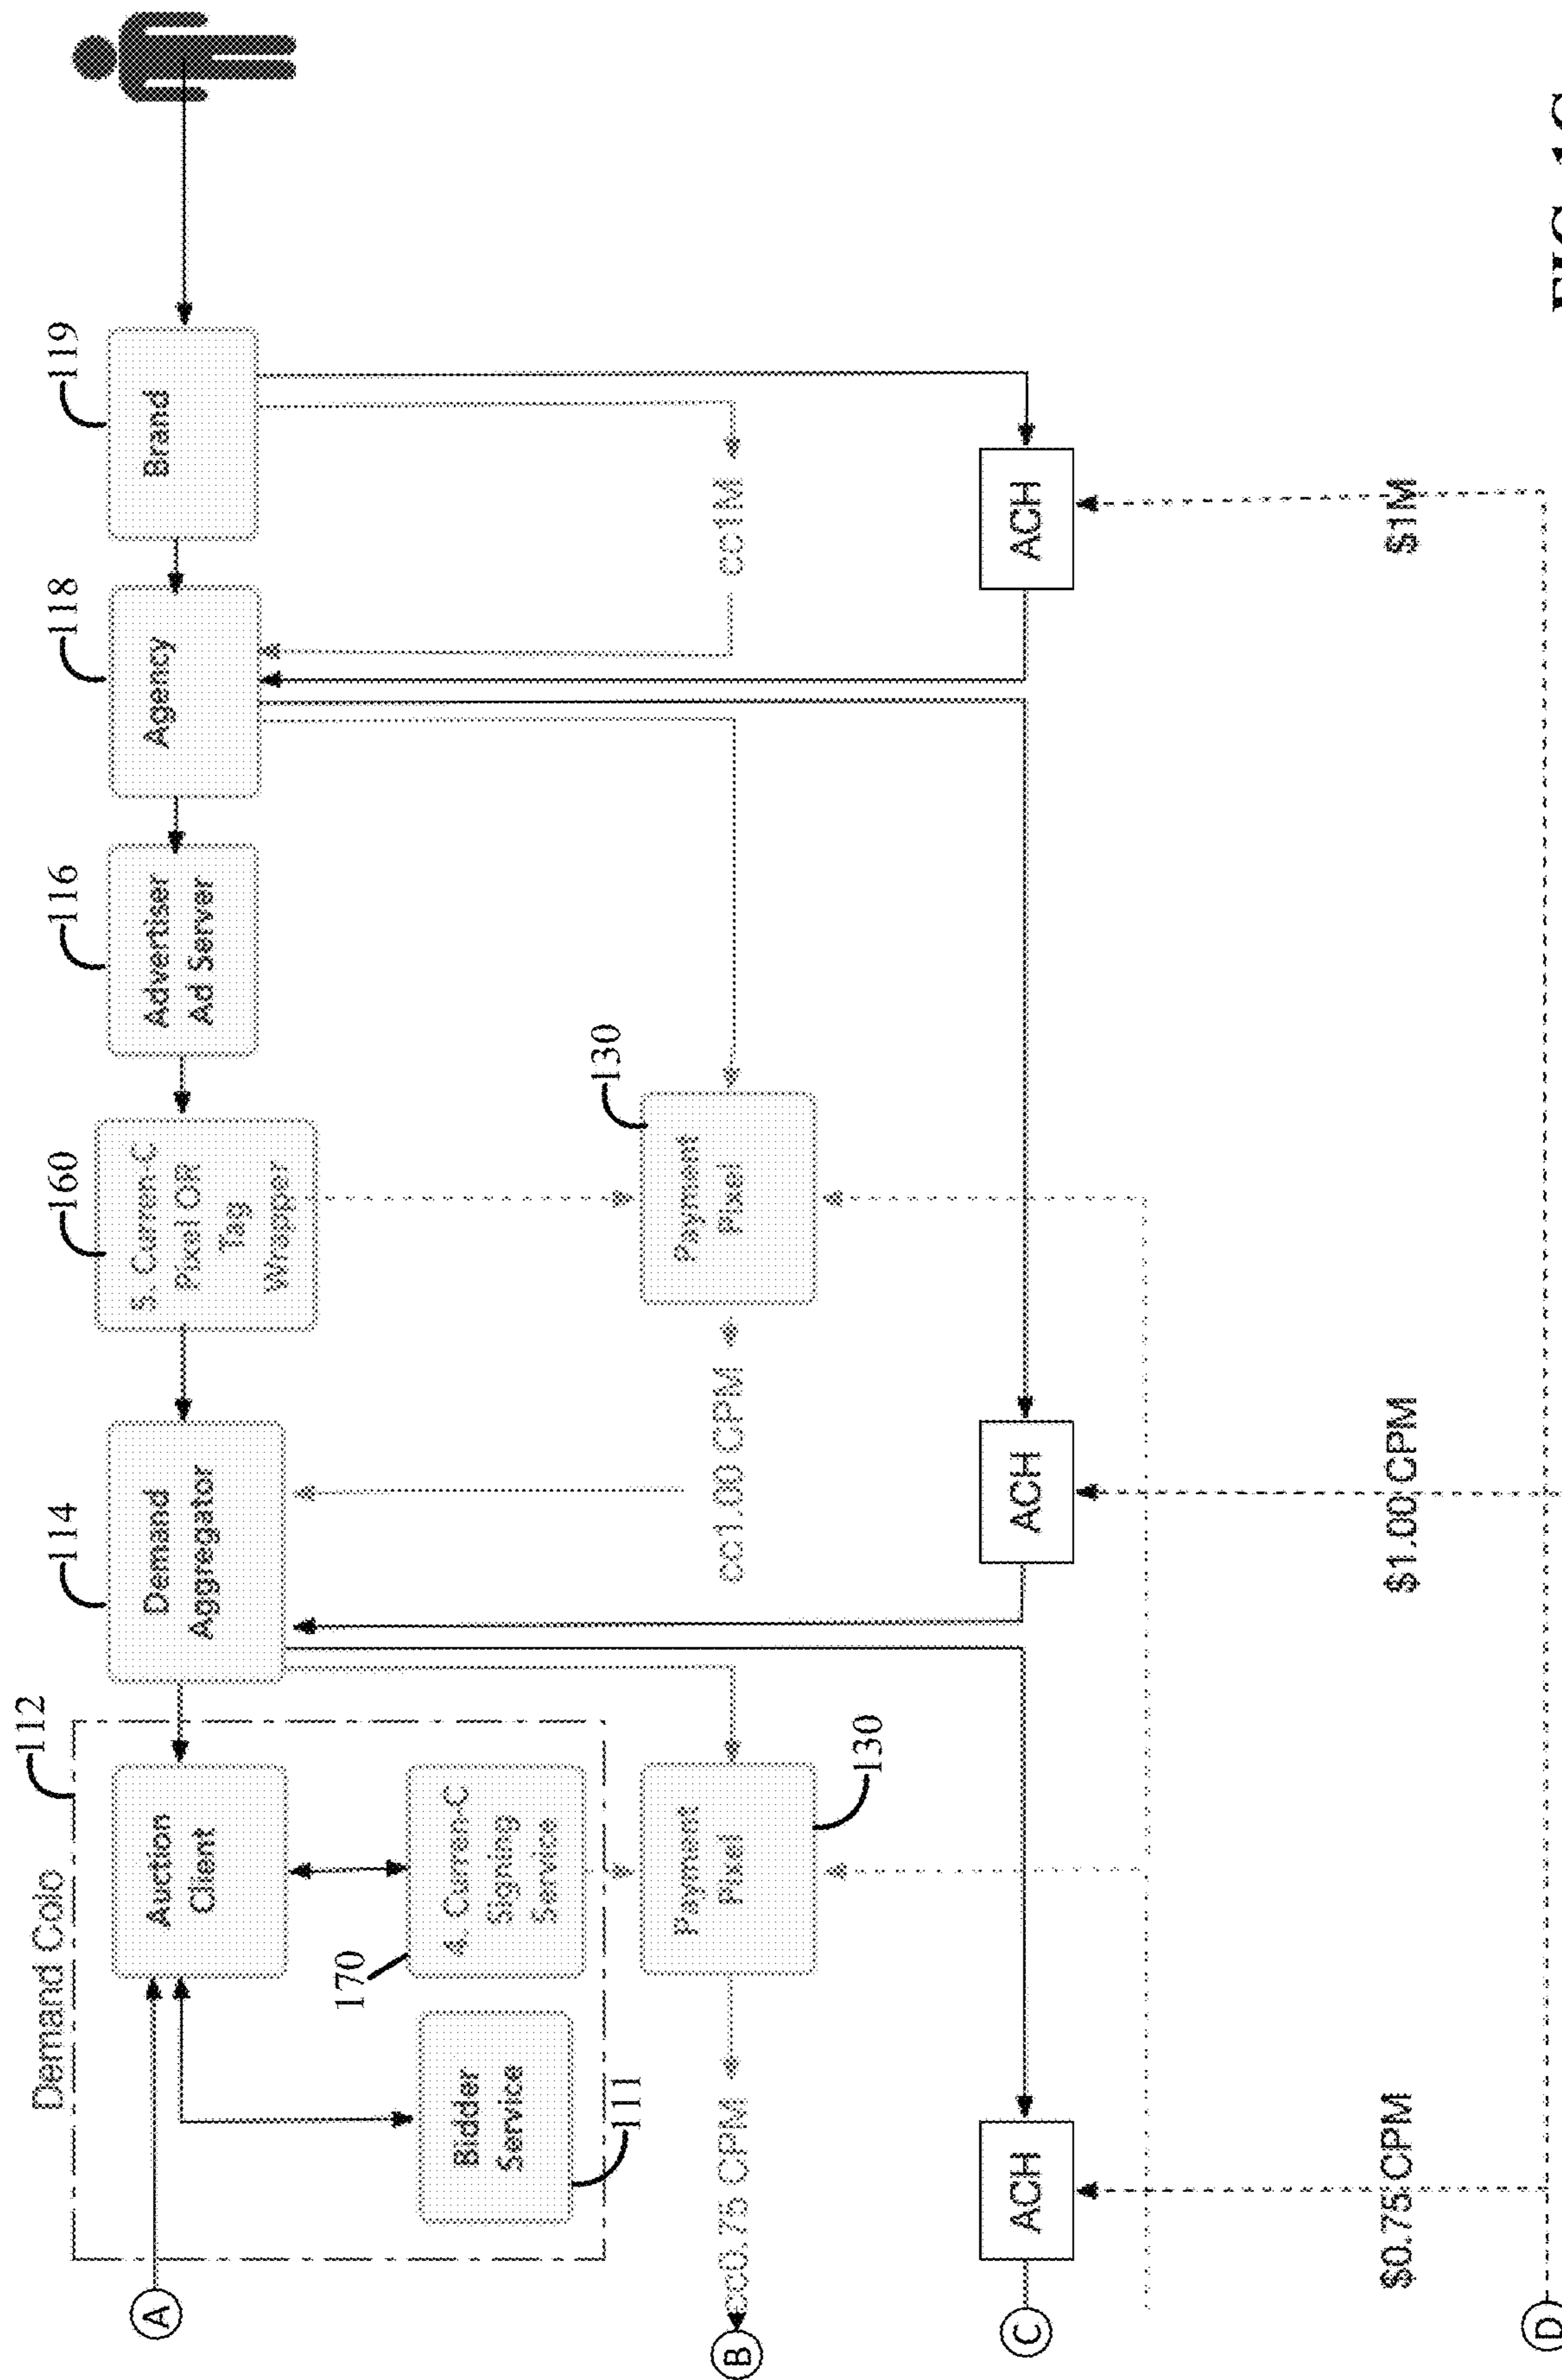 Demand Colo
112
114
160
116
118
119
A
Auction
Client
Demand
Aggregator
5. Curren-C
Pixel OR
Tag
Wrapper
Advertiser
Ad Server
Agency
Brand
170
Bidder
Service
4. Curren-C
Signing
Service
111
130
130
Payment
Pixel
Payment
Pixel
B
cc0.75 CPM
cc1.00 CPM
cc1M
C
ACH
ACH
ACH
$0.75 CPM
$1.00 CPM
$1M
D
FIG. 1C